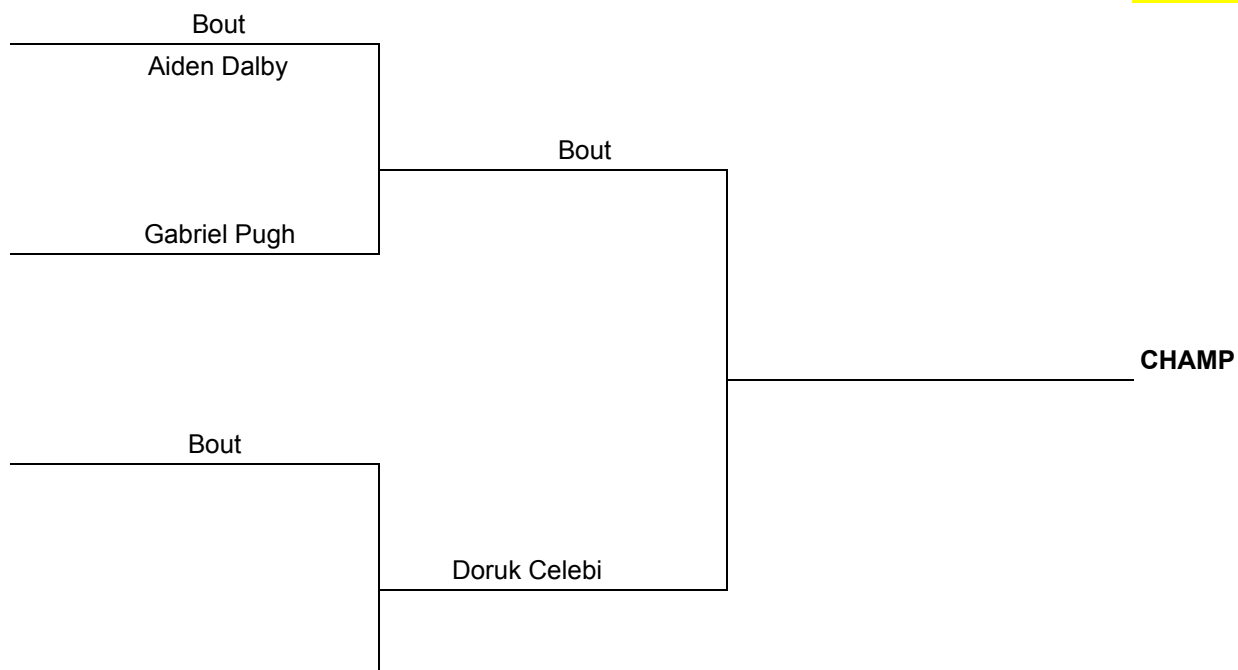 Bout
Aiden Dalby
Bout
Gabriel Pugh
CHAMP
Bout
Doruk Celebi